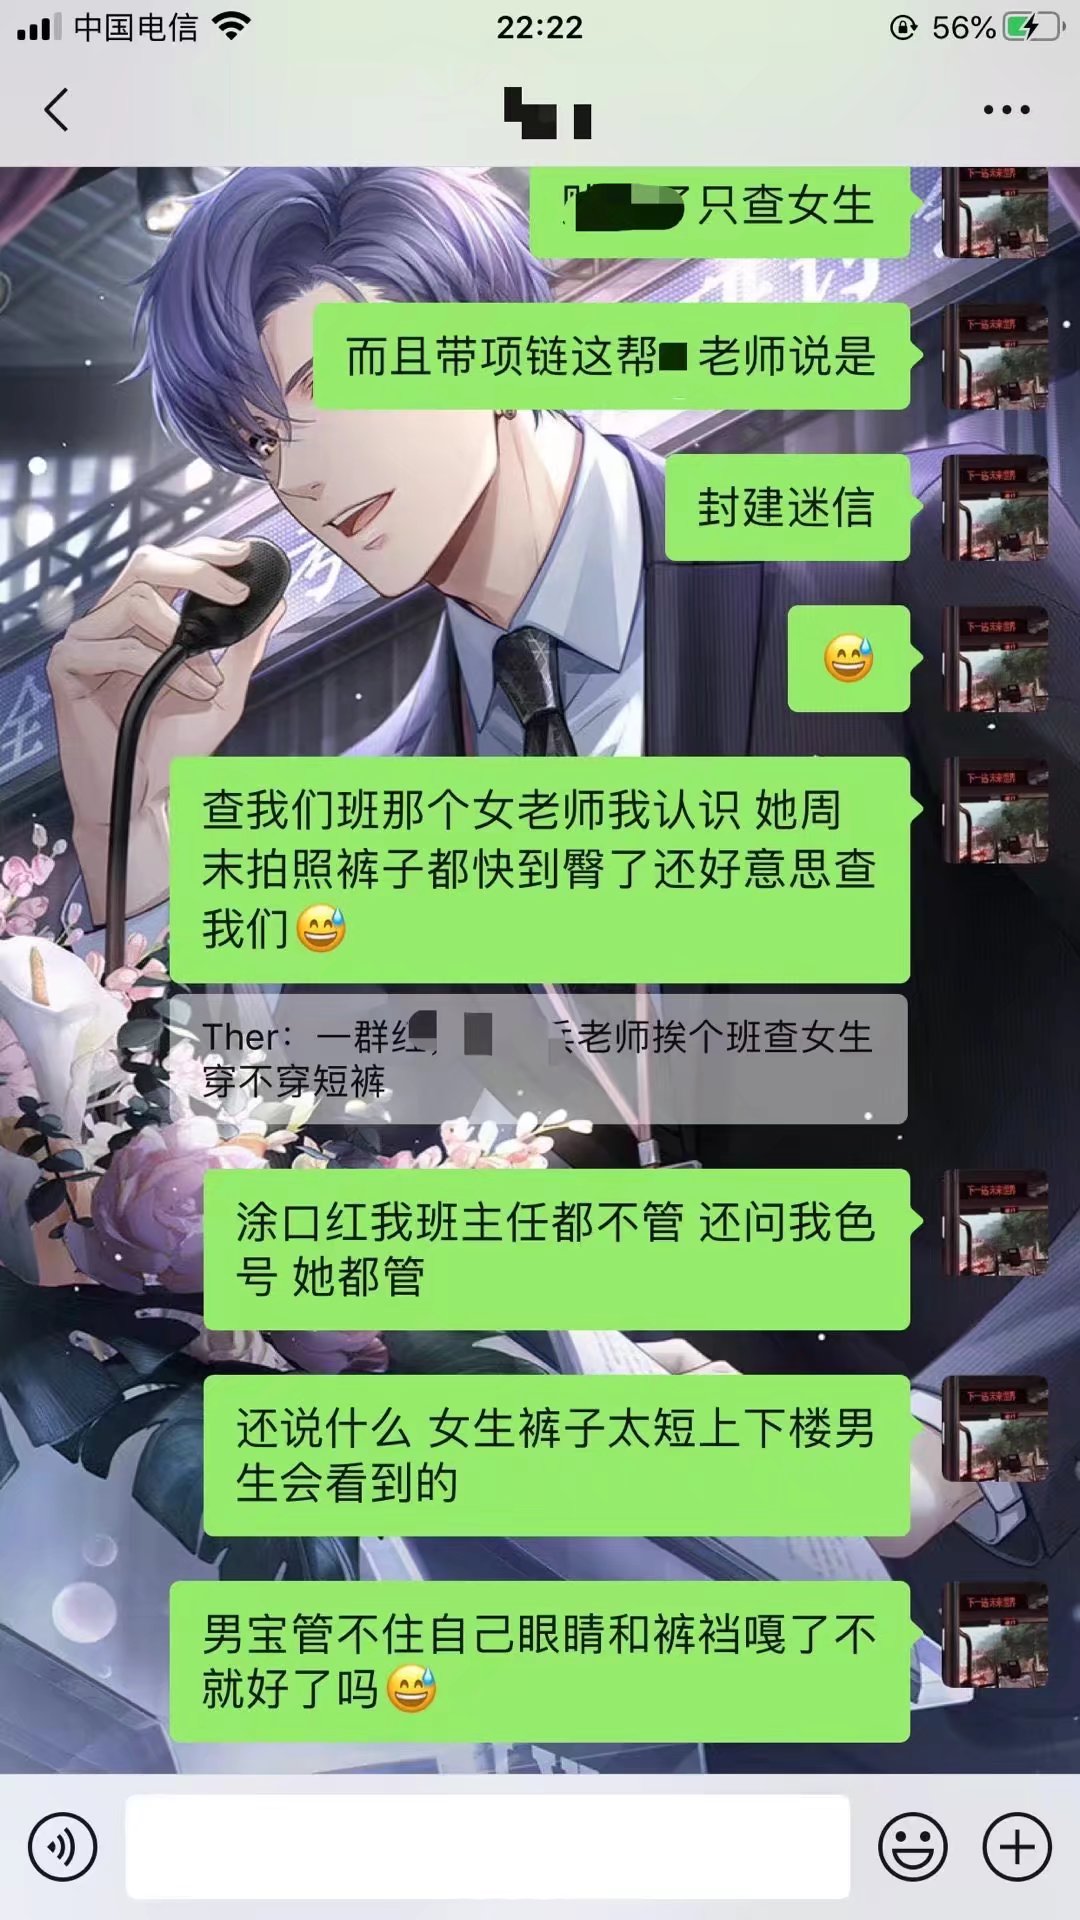 中国电信
22:22
56%
只查女生
而且带项链这帮 老师说是
封建迷信
😅
查我们班那个女老师我认识 她周
末拍照裤子都快到臀了还好意思查
我们😅
Ther：一群 老师挨个班查女生
穿不穿短裤
涂口红我班主任都不管 还问我色
号 她都管
还说什么 女生裤子太短上下楼男
生会看到的
男宝管不住自己眼睛和裤裆嘎了不
就好了吗😅